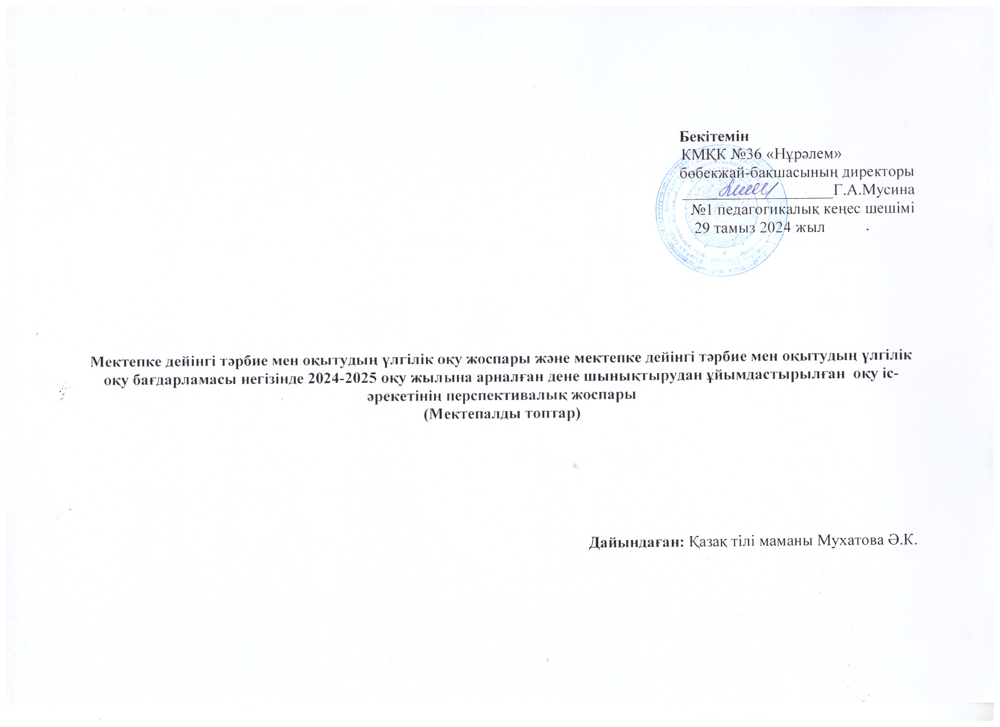 Бекітемін
КМҚК №36 «Нұрәлем»
бөбекжай-бақшасының директоры
____________________Г.А.Мусина
№1 педагогикалық кеңес шешімі
29 тамыз 2024 жыл
Мектепке дейінгі тәрбие мен оқытудың үлгілік оқу жоспары және мектепке дейінгі тәрбие мен оқытудың үлгілік
оқу бағдарламасы негізінде 2024-2025 оқу жылына арналған дене шынықтырудан ұйымдастырылған оқу іс-
әрекетінің перспективалық жоспары
(Мектепалды топтар)
Дайындаған: Қазақ тілі маманы Мухатова Ә.К.